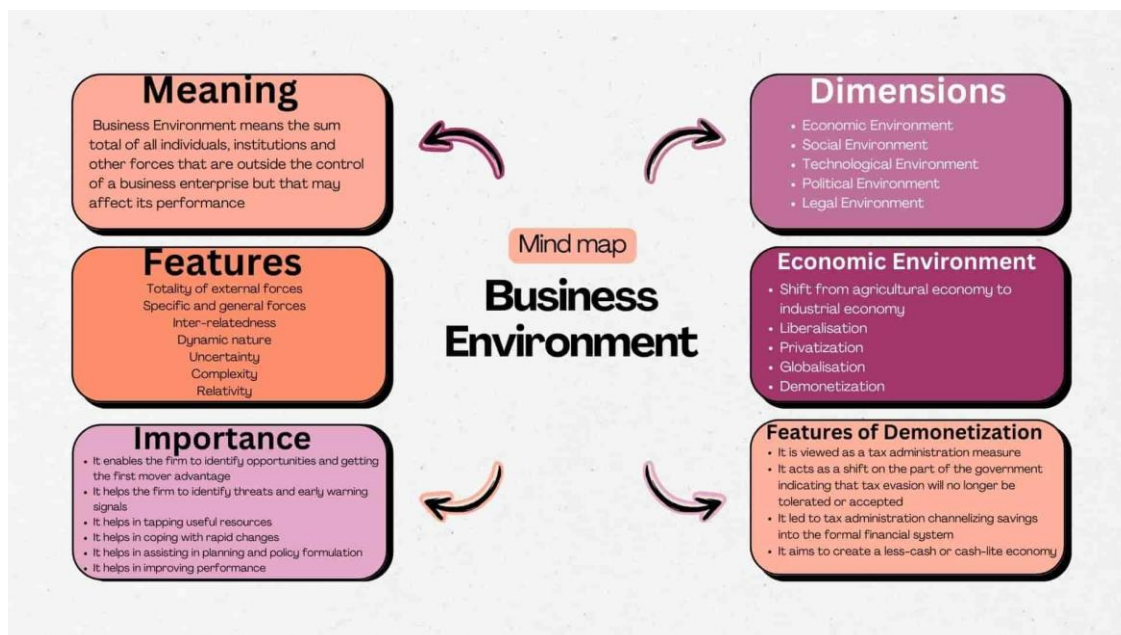 Meaning
Business Environment means the sum
total of all individuals, institutions and
other forces that are outside the control
of a business enterprise but that may
affect its performance
Features
Totality of external forces
Specific and general forces
Inter-relatedness
Dynamic nature
Uncertainty
Complexity
Relativity
Importance
• It enables the firm to identify opportunities and getting
the first mover advantage
• It helps the firm to identify threats and early warning
signals
• It helps in tapping useful resources
• It helps in coping with rapid changes
• It helps in assisting in planning and policy formulation
• It helps in improving performance
Mind map
Business
Environment
Dimensions
• Economic Environment
• Social Environment
• Technological Environment
• Political Environment
• Legal Environment
Economic Environment
• Shift from agricultural economy to
industrial economy
• Liberalisation
• Privatization
• Globalisation
• Demonetization
Features of Demonetization
• It is viewed as a tax administration measure
• It acts as a shift on the part of the government
indicating that tax evasion will no longer be
tolerated or accepted
• It led to tax administration channelizing savings
into the formal financial system
• It aims to create a less-cash or cash-lite economy